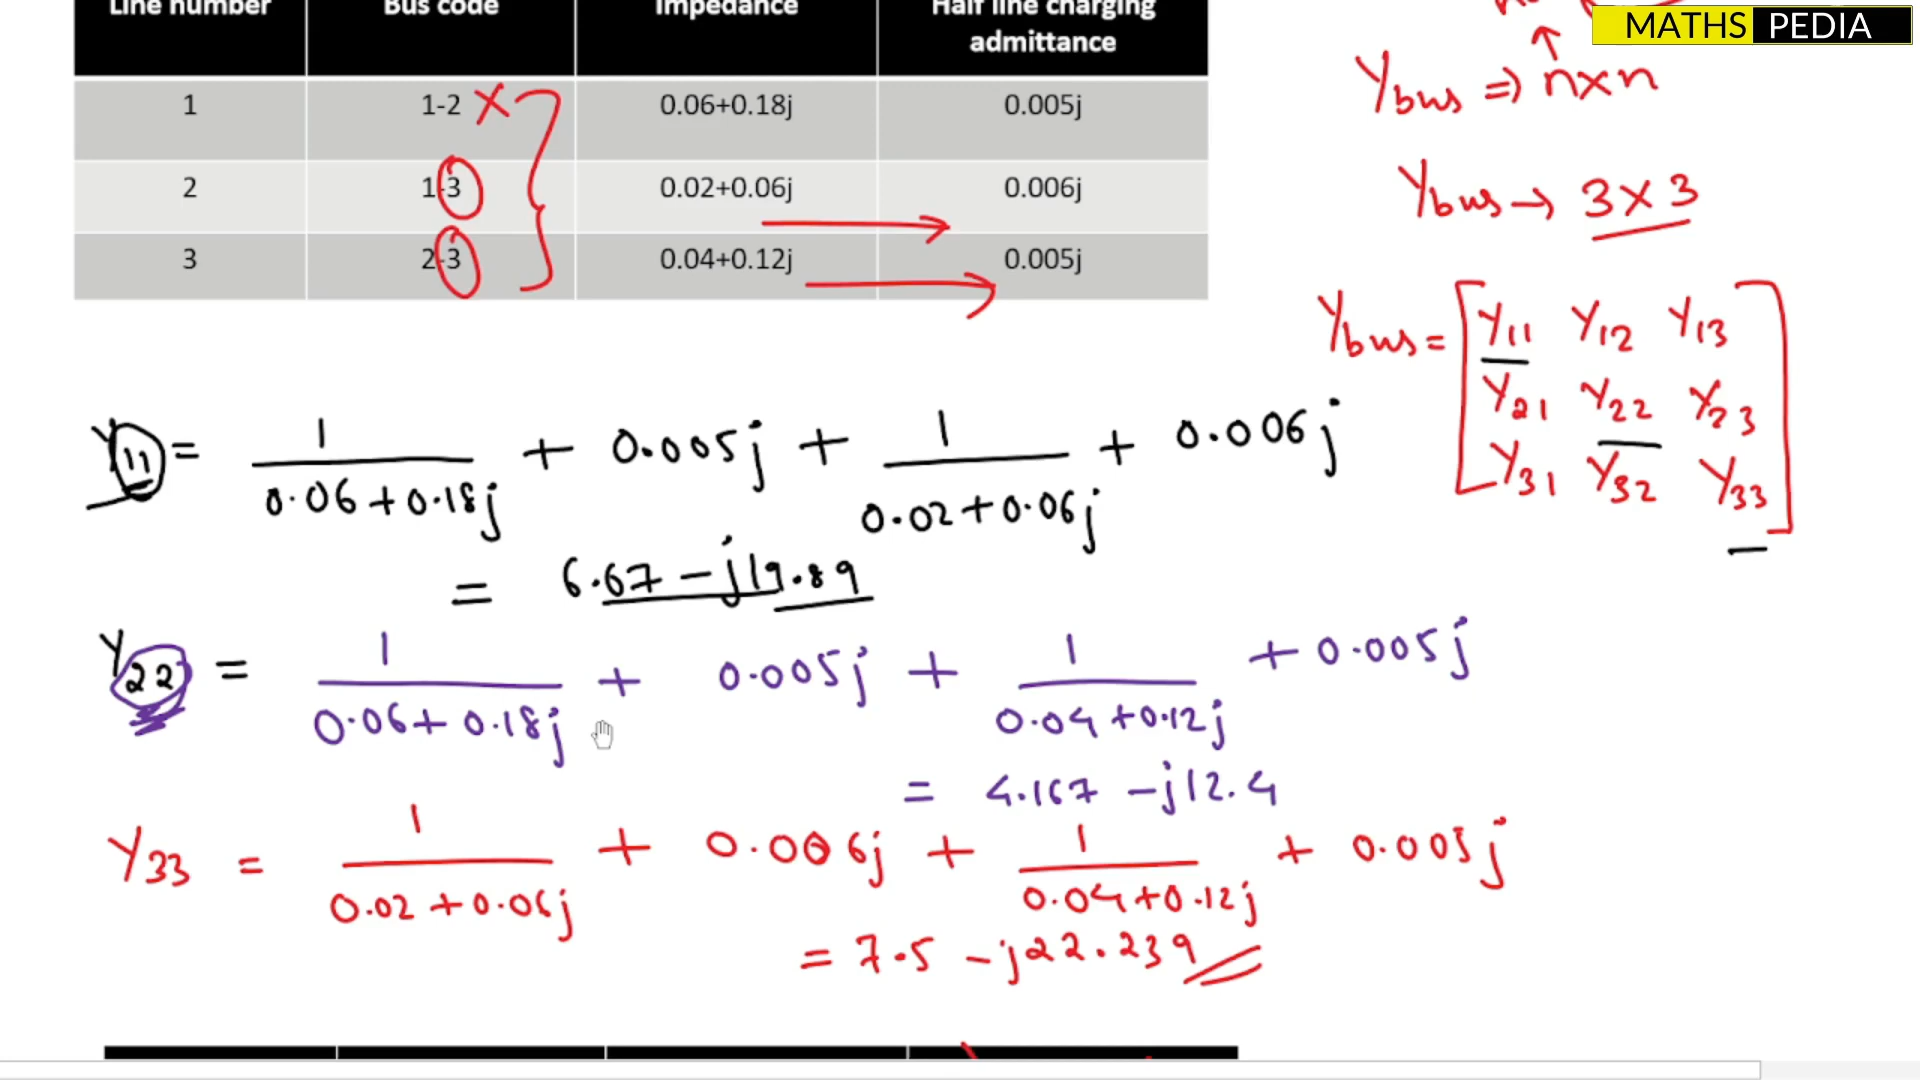 Line number Bus code Impedance Half line charging admittance
MATHS PEDIA
1 1-2 X 0.06+0.18j 0.005j
2 1-3 0.02+0.06j 0.006j
3 2-3 0.04+0.12j 0.005j
Ybus ⇒ n×n
Ybus → 3×3
Ybus = [Y11 Y12 Y13
Y21 Y22 Y23
Y31 Y32 Y33]
Y11 = 1/(0.06+0.18j) + 0.005j + 1/(0.02+0.06j) + 0.006j
= 6.67 - j19.89
Y22 = 1/(0.06+0.18j) + 0.005j + 1/(0.04+0.12j) + 0.005j
= 4.167 - j12.4
Y33 = 1/(0.02+0.06j) + 0.006j + 1/(0.04+0.12j) + 0.005j
= 7.5 - j22.239